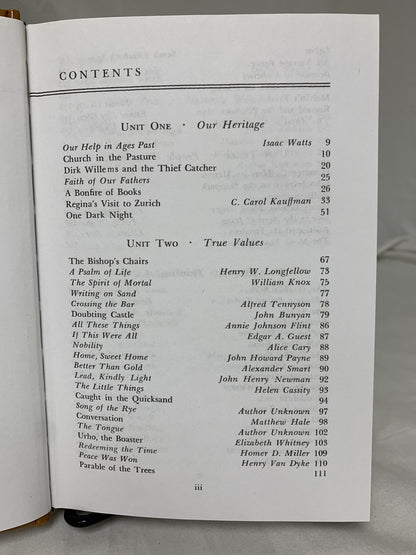 CONTENTS
UNIT ONE · Our Heritage
Our Help in Ages Past Isaac Watts 9
Church in the Pasture 10
Dirk Willems and the Thief Catcher 20
Faith of Our Fathers 25
A Bonfire of Books 26
Regina's Visit to Zurich C. Carol Kauffman 33
One Dark Night 51
UNIT TWO · True Values
The Bishop's Chairs 67
A Psalm of Life Henry W. Longfellow 73
The Spirit of Mortal William Knox 75
Writing on Sand 77
Crossing the Bar Alfred Tennyson 78
Doubting Castle John Bunyan 79
All These Things Annie Johnson Flint 86
If This Were All Edgar A. Guest 87
Nobility Alice Cary 88
Home, Sweet Home John Howard Payne 89
Better Than Gold Alexander Smart 90
Lead, Kindly Light John Henry Newman 92
The Little Things Helen Cassity 93
Caught in the Quicksand 94
Song of the Rye Author Unknown 97
Conversation Matthew Hale 98
The Tongue Author Unknown 102
Urho, the Boaster Elizabeth Whitney 103
Redeeming the Time Homer D. Miller 109
Peace Was Won Henry Van Dyke 110
Parable of the Trees 111
iii